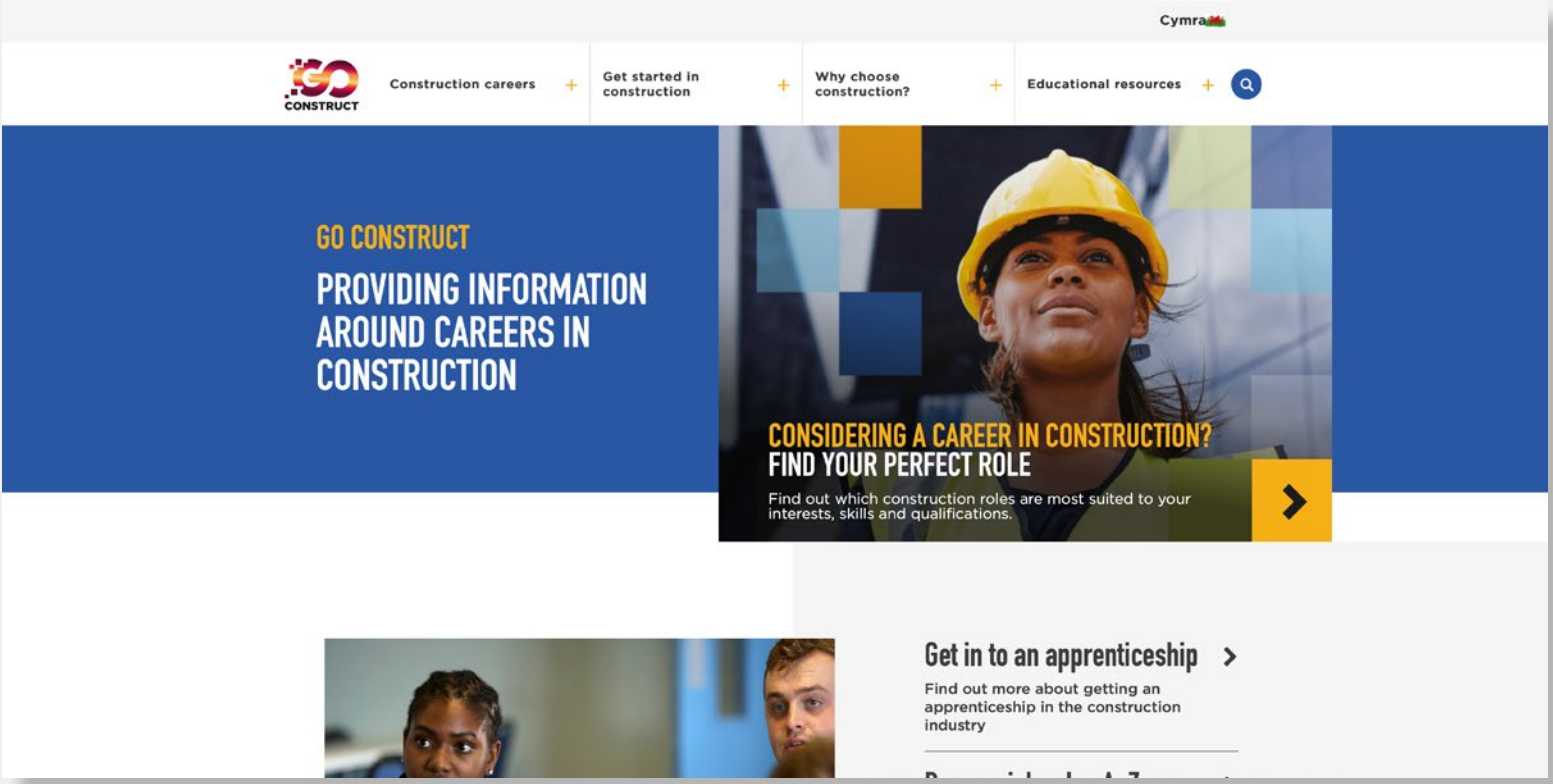 Cymra
GO
CONSTRUCT
Construction careers +
Get started in
construction +
Why choose
construction? +
Educational resources +
GO CONSTRUCT
PROVIDING INFORMATION
AROUND CAREERS IN
CONSTRUCTION
CONSIDERING A CAREER IN CONSTRUCTION?
FIND YOUR PERFECT ROLE
Find out which construction roles are most suited to your
interests, skills and qualifications.
Get in to an apprenticeship
Find out more about getting an
apprenticeship in the construction
industry